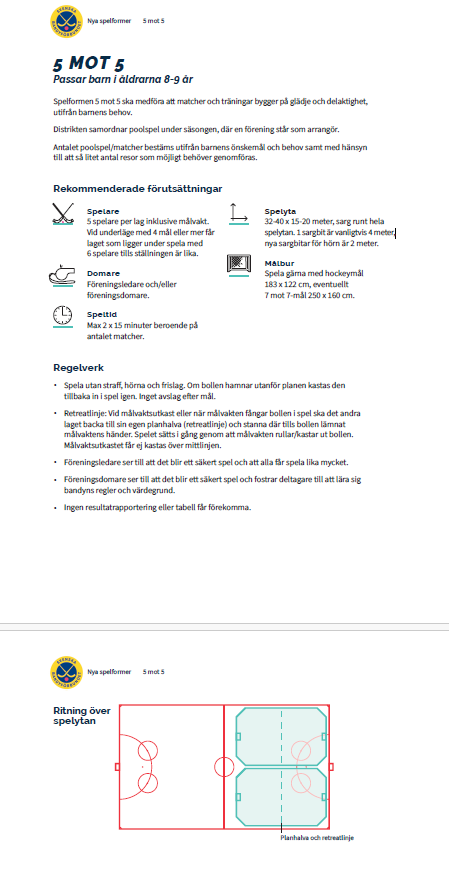 SVENSKA
BANDYFÖRBUNDET
Nya spelformer 5 mot 5
5 MOT 5
Passar barn i åldrarna 8-9 år
Spelformen 5 mot 5 ska medföra att matcher och träningar bygger på glädje och delaktighet,
utifrån barnens behov.
Distrikten samordnar poolspel under säsongen, där en förening står som arrangör.
Antalet poolspel/matcher bestäms utifrån barnens önskemål och behov samt med hänsyn
till att så litet antal resor som möjligt behöver genomföras.
Rekommenderade förutsättningar
Spelare
5 spelare per lag inklusive målvakt.
Vid underläge med 4 mål eller mer får
laget som ligger under spela med
6 spelare tills ställningen är lika.
Domare
Föreningsledare och/eller
föreningsdomare.
Speltid
Max 2 x 15 minuter beroende på
antalet matcher.
Spelyta
32-40 x 15-20 meter, sarg runt hela
spelytan. 1 sargbit är vanligtvis 4 meter,
nya sargbitar för hörn är 2 meter.
Målbur
Spela gärna med hockeymål
183 x 122 cm, eventuellt
7 mot 7-mål 250 x 160 cm.
Regelverk
• Spela utan straff, hörna och frislag. Om bollen hamnar utanför planen kastas den
tillbaka in i spel igen. Inget avslag efter mål.
• Retreatlinje: Vid målvaktsutkast eller när målvakten fångar bollen i spel ska det andra
laget backa till sin egen planhalva (retreatlinje) och stanna där tills bollen lämnat
målvaktens händer. Spelet sätts i gång genom att målvakten rullar/kastar ut bollen.
Målvaktsutkastet får ej kastas över mittlinjen.
• Föreningsledare ser till att det blir ett säkert spel och att alla får spela lika mycket.
• Föreningsdomare ser till att det blir ett säkert spel och fostrar deltagare till att lära sig
bandyns regler och värdegrund.
• Ingen resultatrapportering eller tabell får förekomma.
SVENSKA
BANDYFÖRBUNDET
Nya spelformer 5 mot 5
Ritning över
spelytan
Planhalva och retreatlinje